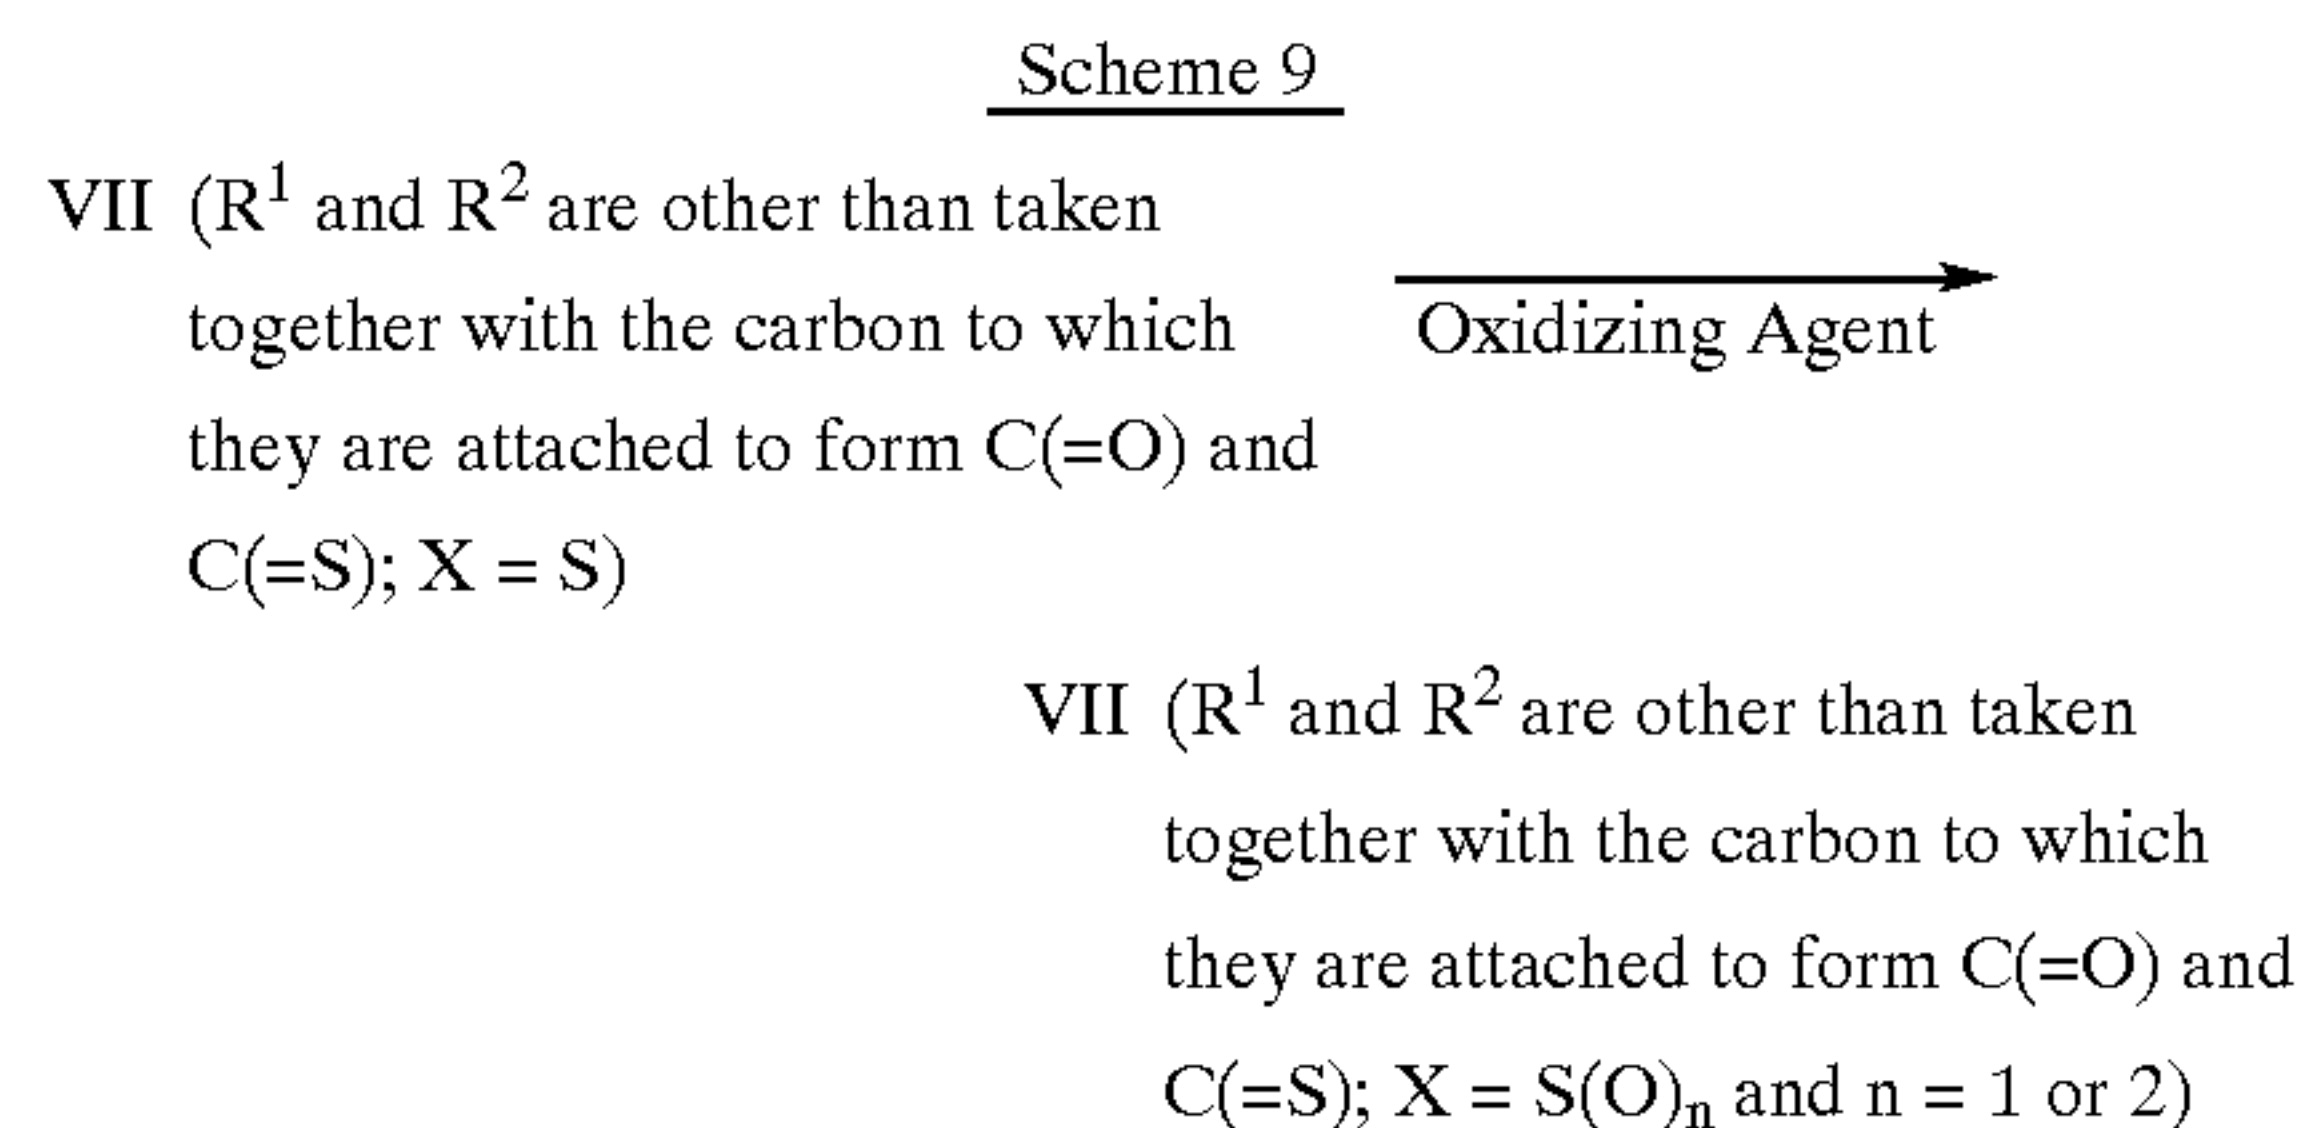 Scheme 9
VII (R¹ and R² are other than taken
together with the carbon to which
they are attached to form C(=O) and
C(=S); X = S)
Oxidizing Agent
VII (R¹ and R² are other than taken
together with the carbon to which
they are attached to form C(=O) and
C(=S); X = S(O)ₙ and n = 1 or 2)